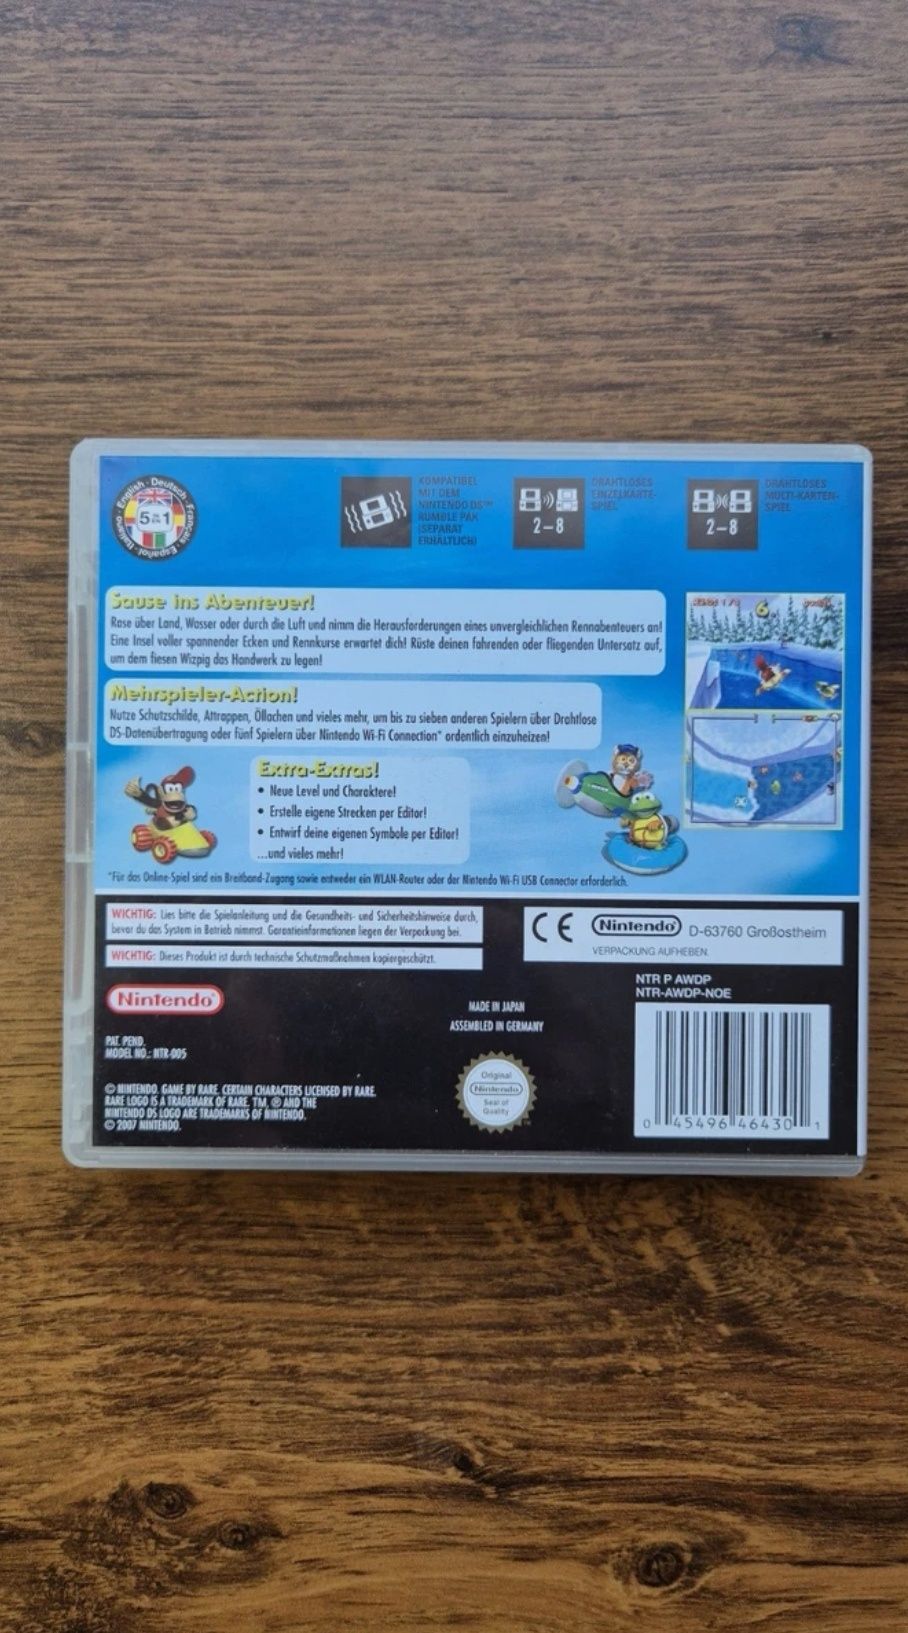 English · Deutsch · Français · Español · Italiano
5 in 1
KOMPATIBEL
MIT DEM
NINTENDO DS™
RUMBLE PAK
(SEPARAT
ERHÄLTLICH)
2-8
DRAHTLOSES
EINZELKARTE-
SPIEL
2-8
DRAHTLOSES
MULTI-KARTEN-
SPIEL
Sause ins Abenteuer!
Rase über Land, Wasser oder durch die Luft und nimm die Herausforderungen eines unvergleichlichen Rennabenteuers an!
Eine Insel voller spannender Ecken und Rennkurse erwartet dich! Rüste deinen fahrenden oder fliegenden Untersatz auf,
um dem fiesen Wizpig das Handwerk zu legen!
6
Mehrspieler-Action!
Nutze Schutzschilde, Attrappen, Öllachen und vieles mehr, um bis zu sieben anderen Spielern über Drahtlose
DS-Datenübertragung oder fünf Spielern über Nintendo Wi-Fi Connection* ordentlich einzuheizen!
Extra-Extras!
• Neue Level und Charaktere!
• Erstelle eigene Strecken per Editor!
• Entwirf deine eigenen Symbole per Editor!
...und vieles mehr!
*Für das Online-Spiel sind ein Breitband-Zugang sowie entweder ein WLAN-Router oder der Nintendo Wi-Fi USB Connector erforderlich.
WICHTIG: Lies bitte die Spielanleitung und die Gesundheits- und Sicherheitshinweise durch,
bevor du das System in Betrieb nimmst. Garantieinformationen liegen der Verpackung bei.
WICHTIG: Dieses Produkt ist durch technische Schutzmaßnahmen kopiergeschützt.
CE Nintendo® D-63760 Großostheim
VERPACKUNG AUFHEBEN.
Nintendo®
NTR P AWDP
NTR-AWDP-NOE
MADE IN JAPAN
ASSEMBLED IN GERMANY
PAT. PEND.
MODEL NO.: NTR-005
Original
Nintendo
Seal of
Quality
© NINTENDO. GAME BY RARE. CERTAIN CHARACTERS LICENSED BY RARE.
RARE LOGO IS A TRADEMARK OF RARE. TM, ® AND THE
NINTENDO DS LOGO ARE TRADEMARKS OF NINTENDO.
© 2007 NINTENDO.
0 45496 46430 1